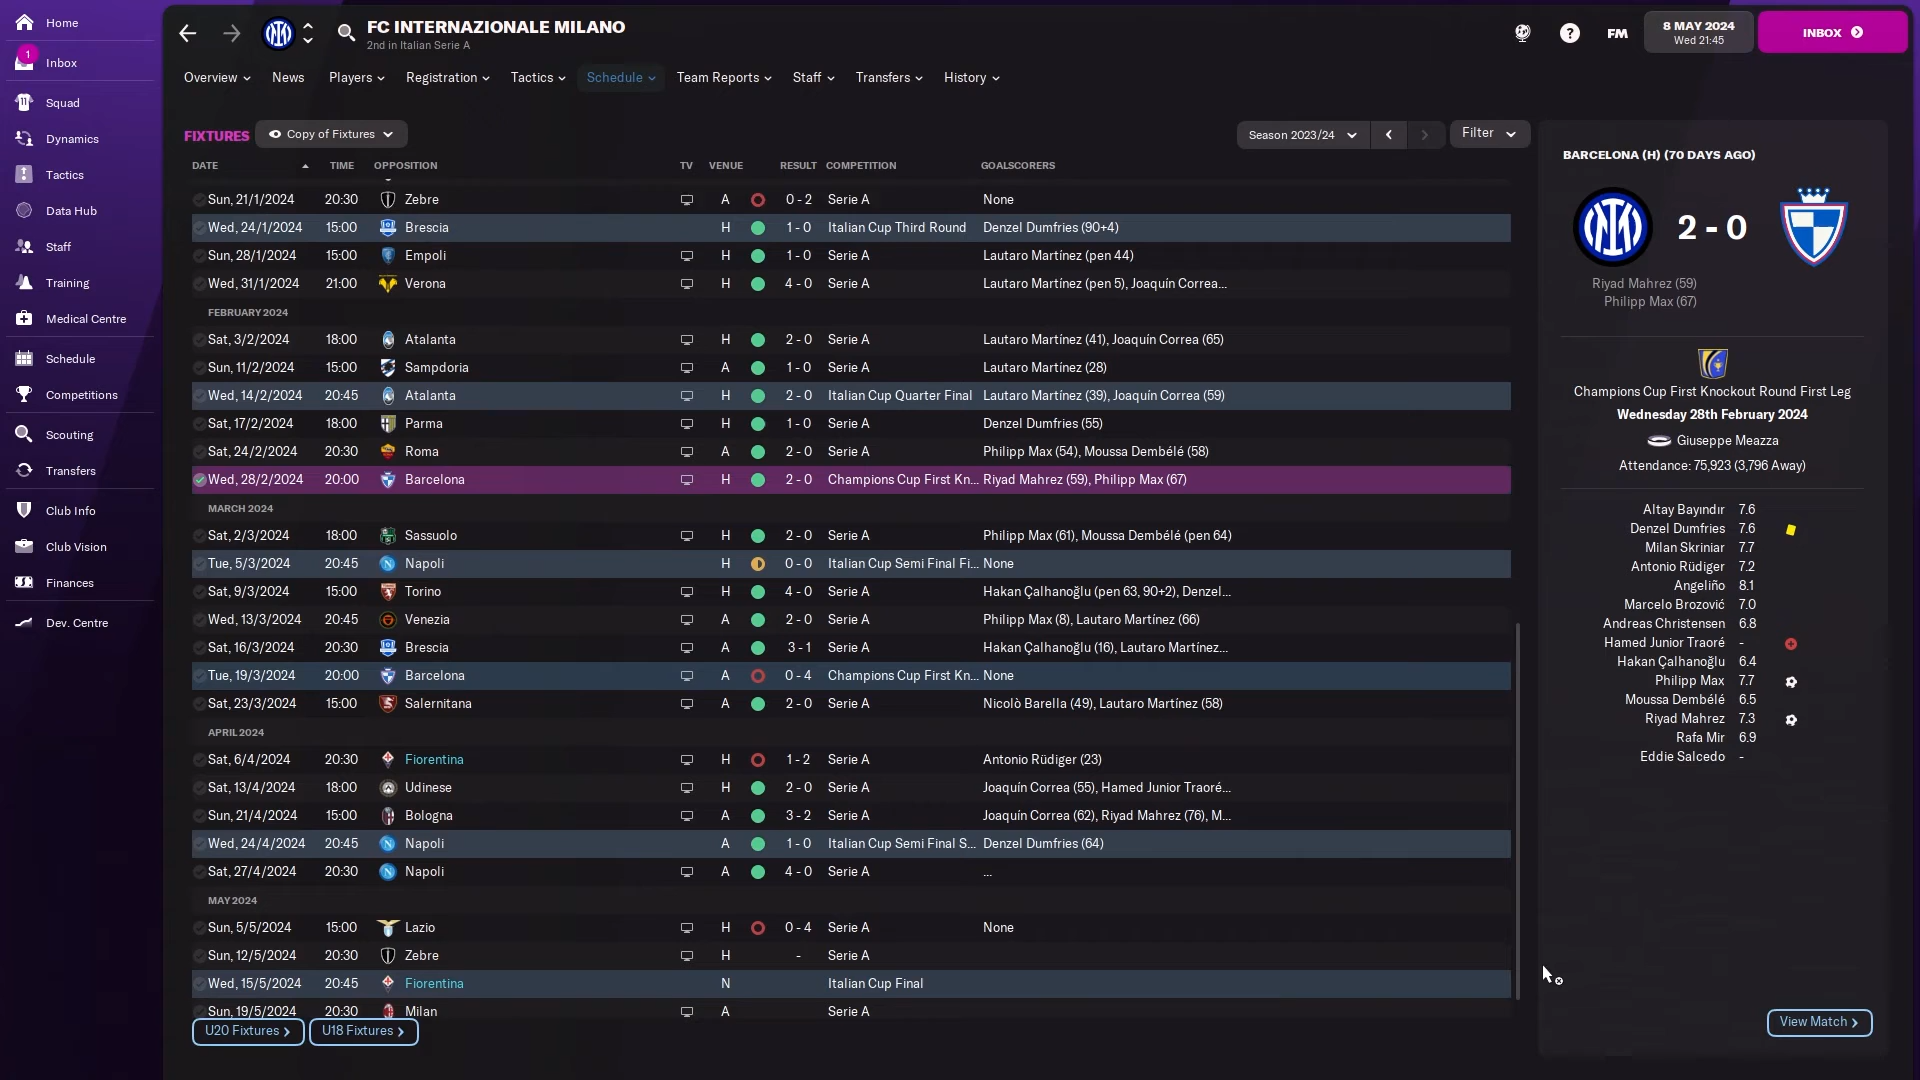 Home
1
Inbox
Squad
Dynamics
Tactics
Data Hub
Staff
Training
Medical Centre
Schedule
Competitions
Scouting
Transfers
Club Info
Club Vision
Finances
Dev. Centre
FC INTERNAZIONALE MILANO
2nd in Italian Serie A
FM
8 MAY 2024
Wed 21:45
INBOX
Overview News Players Registration Tactics Schedule Team Reports Staff Transfers History
FIXTURES Copy of Fixtures Season 2023/24 Filter
DATE TIME OPPOSITION TV VENUE RESULT COMPETITION GOALSCORERS
Sun, 21/1/2024 20:30 Zebre A 0 - 2 Serie A None
Wed, 24/1/2024 15:00 Brescia H 1 - 0 Italian Cup Third Round Denzel Dumfries (90+4)
Sun, 28/1/2024 15:00 Empoli H 1 - 0 Serie A Lautaro Martínez (pen 44)
Wed, 31/1/2024 21:00 Verona H 4 - 0 Serie A Lautaro Martínez (pen 5), Joaquín Correa...
FEBRUARY 2024
Sat, 3/2/2024 18:00 Atalanta H 2 - 0 Serie A Lautaro Martínez (41), Joaquín Correa (65)
Sun, 11/2/2024 15:00 Sampdoria A 1 - 0 Serie A Lautaro Martínez (28)
Wed, 14/2/2024 20:45 Atalanta H 2 - 0 Italian Cup Quarter Final Lautaro Martínez (39), Joaquín Correa (59)
Sat, 17/2/2024 18:00 Parma H 1 - 0 Serie A Denzel Dumfries (55)
Sat, 24/2/2024 20:30 Roma A 2 - 0 Serie A Philipp Max (54), Moussa Dembélé (58)
Wed, 28/2/2024 20:00 Barcelona H 2 - 0 Champions Cup First Kn... Riyad Mahrez (59), Philipp Max (67)
MARCH 2024
Sat, 2/3/2024 18:00 Sassuolo H 2 - 0 Serie A Philipp Max (61), Moussa Dembélé (pen 64)
Tue, 5/3/2024 20:45 Napoli H 0 - 0 Italian Cup Semi Final Fi... None
Sat, 9/3/2024 15:00 Torino H 4 - 0 Serie A Hakan Çalhanoğlu (pen 63, 90+2), Denzel...
Wed, 13/3/2024 20:45 Venezia A 2 - 0 Serie A Philipp Max (8), Lautaro Martínez (66)
Sat, 16/3/2024 20:30 Brescia A 3 - 1 Serie A Hakan Çalhanoğlu (16), Lautaro Martínez...
Tue, 19/3/2024 20:00 Barcelona A 0 - 4 Champions Cup First Kn... None
Sat, 23/3/2024 15:00 Salernitana A 2 - 0 Serie A Nicolò Barella (49), Lautaro Martínez (58)
APRIL 2024
Sat, 6/4/2024 20:30 Fiorentina H 1 - 2 Serie A Antonio Rüdiger (23)
Sat, 13/4/2024 18:00 Udinese H 2 - 0 Serie A Joaquín Correa (55), Hamed Junior Traoré...
Sun, 21/4/2024 15:00 Bologna A 3 - 2 Serie A Joaquín Correa (62), Riyad Mahrez (76), M...
Wed, 24/4/2024 20:45 Napoli A 1 - 0 Italian Cup Semi Final S... Denzel Dumfries (64)
Sat, 27/4/2024 20:30 Napoli A 4 - 0 Serie A ...
MAY 2024
Sun, 5/5/2024 15:00 Lazio H 0 - 4 Serie A None
Sun, 12/5/2024 20:30 Zebre H - Serie A
Wed, 15/5/2024 20:45 Fiorentina N Italian Cup Final
Sun, 19/5/2024 20:30 Milan A Serie A
U20 Fixtures U18 Fixtures
BARCELONA (H) (70 DAYS AGO)
2 - 0
Riyad Mahrez (59)
Philipp Max (67)
Champions Cup First Knockout Round First Leg
Wednesday 28th February 2024
Giuseppe Meazza
Attendance: 75,923 (3,796 Away)
Altay Bayındır 7.6
Denzel Dumfries 7.6
Milan Skriniar 7.7
Antonio Rüdiger 7.2
Angeliño 8.1
Marcelo Brozović 7.0
Andreas Christensen 6.8
Hamed Junior Traoré -
Hakan Çalhanoğlu 6.4
Philipp Max 7.7
Moussa Dembélé 6.5
Riyad Mahrez 7.3
Rafa Mir 6.9
Eddie Salcedo -
View Match